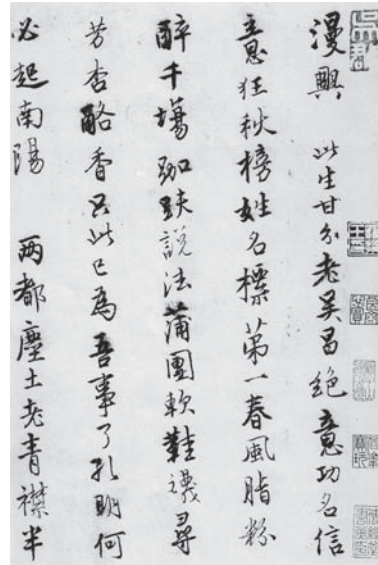 漫興 此生甘分老吳昌絕意功名信
意狂秋榜姓名標第一春風脂粉
醉千場跏趺說法蒲團軟鞋襪尋
芳杏酪香只此已為吾事了孔明何
必起南陽 兩都塵土老青襟半